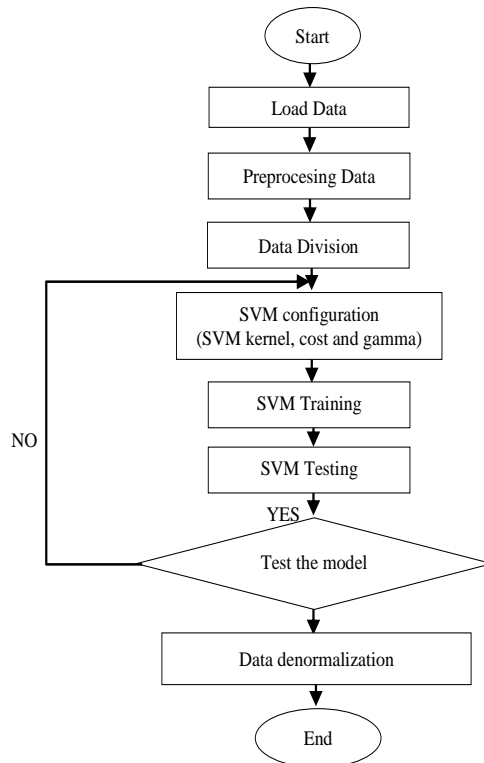 Start
Load Data
Preprocesing Data
Data Division
SVM configuration
(SVM kernel, cost and gamma)
SVM Training
NO
SVM Testing
YES
Test the model
Data denormalization
End